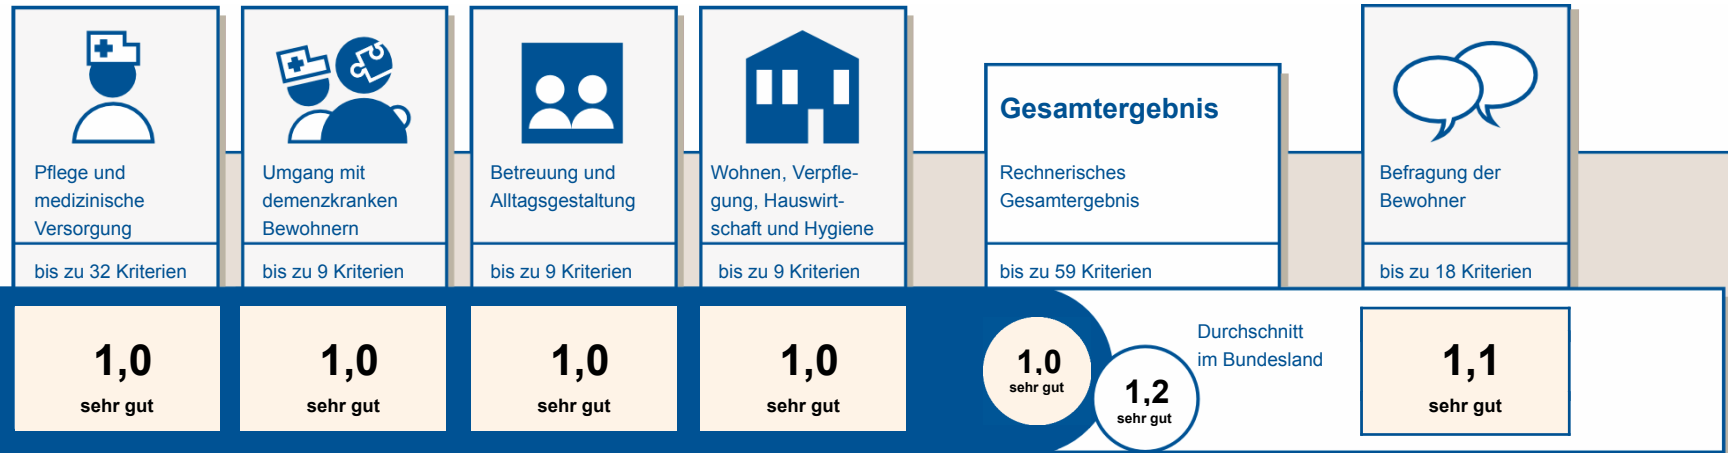 Pflege und
medizinische
Versorgung
bis zu 32 Kriterien
1,0
sehr gut
Umgang mit
demenzkranken
Bewohnern
bis zu 9 Kriterien
1,0
sehr gut
Betreuung und
Alltagsgestaltung
bis zu 9 Kriterien
1,0
sehr gut
Wohnen, Verpfle-
gung, Hauswirt-
schaft und Hygiene
bis zu 9 Kriterien
1,0
sehr gut
Gesamtergebnis
Rechnerisches
Gesamtergebnis
bis zu 59 Kriterien
1,0
sehr gut
1,2
sehr gut
Durchschnitt
im Bundesland
Befragung der
Bewohner
bis zu 18 Kriterien
1,1
sehr gut